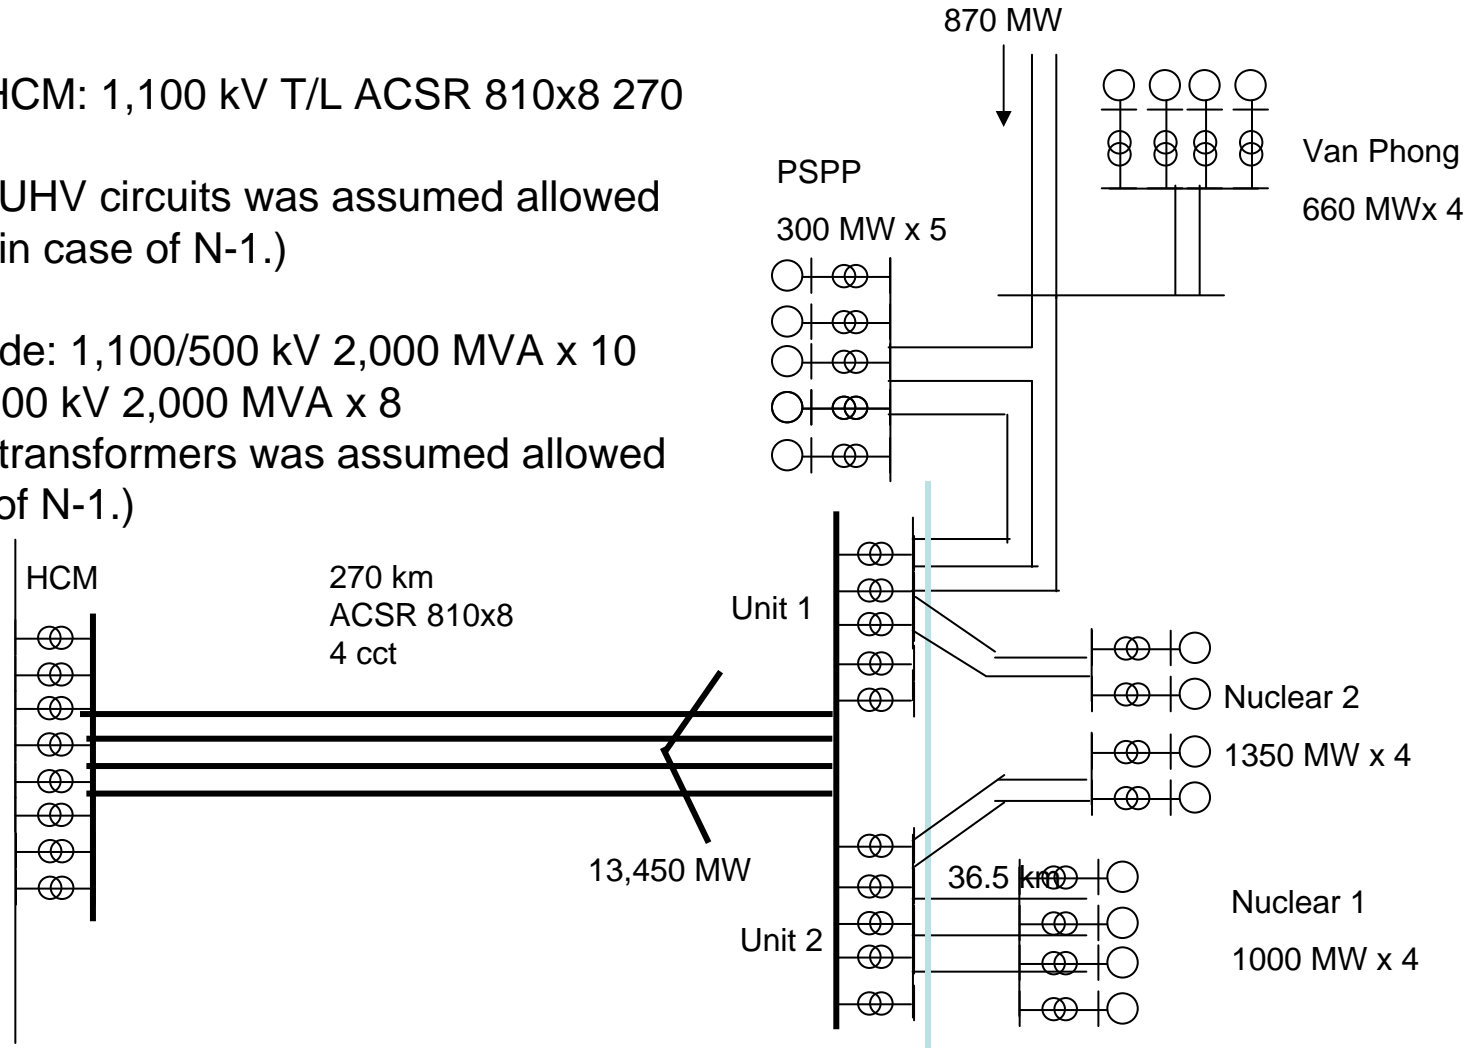 870 MW
HCM: 1,100 kV T/L ACSR 810x8 270
UHV circuits was assumed allowed
in case of N-1.)
de: 1,100/500 kV 2,000 MVA x 10
00 kV 2,000 MVA x 8
transformers was assumed allowed
of N-1.)
PSPP
300 MW x 5
Van Phong
660 MWx 4
HCM
270 km
ACSR 810x8
4 cct
Unit 1
13,450 MW
Unit 2
Nuclear 2
1350 MW x 4
36.5 km
Nuclear 1
1000 MW x 4